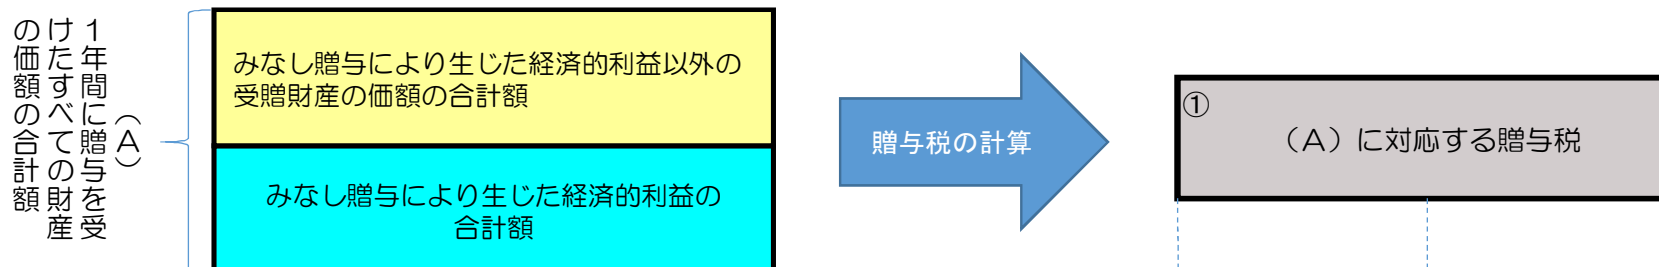 １年間に贈与を受
けたすべての財産
の価額の合計額
（Ａ）
みなし贈与により生じた経済的利益以外の
受贈財産の価額の合計額
みなし贈与により生じた経済的利益の
合計額
贈与税の計算
①
（Ａ）に対応する贈与税